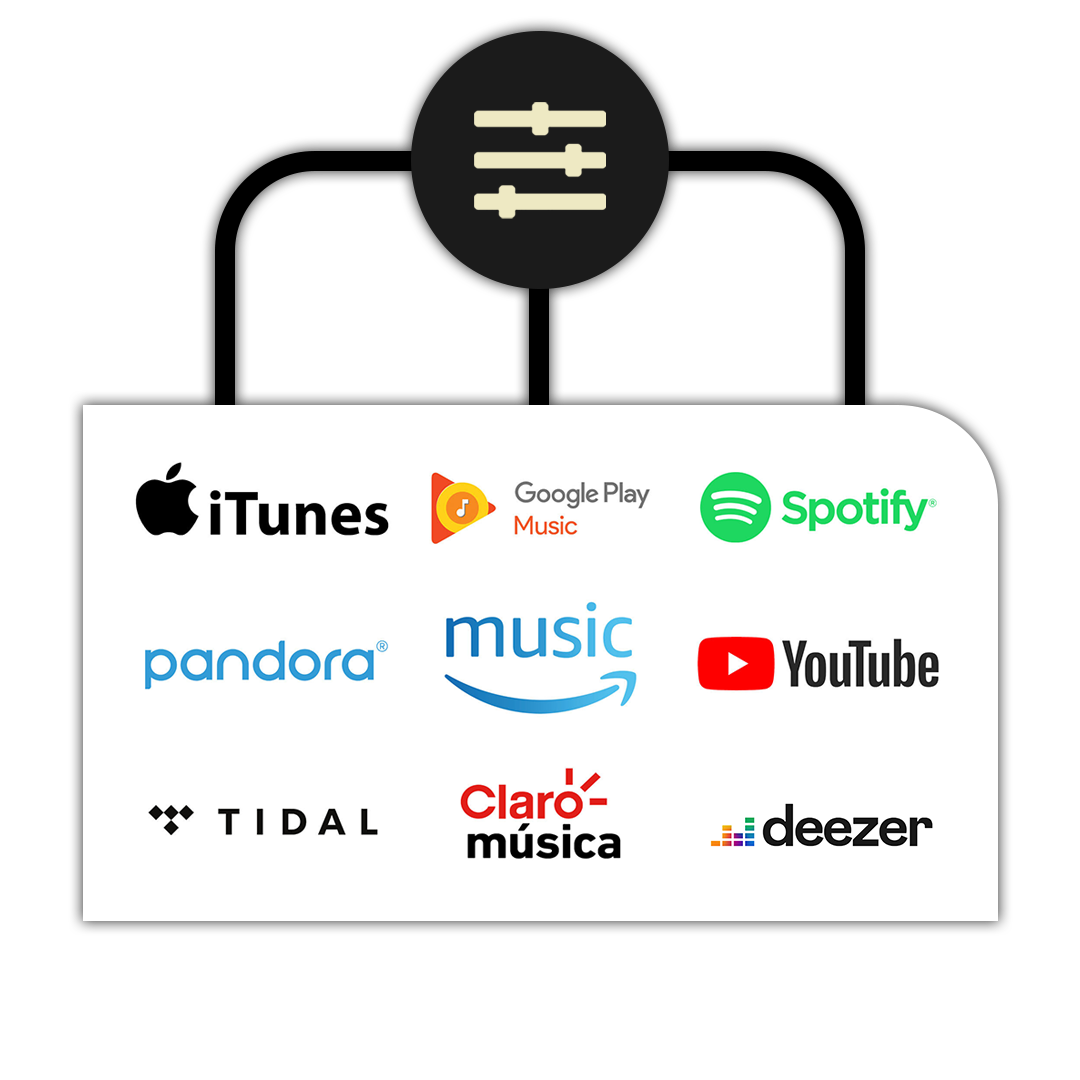 iTunes
Google Play
Music
Spotify®
pandora®
music
YouTube
TIDAL
Claro
música
deezer